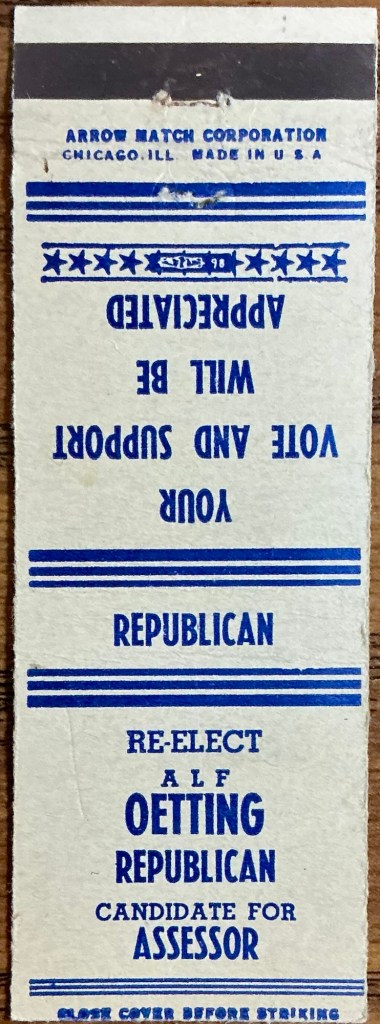 ARROW MATCH CORPORATION
CHICAGO. ILL MADE IN U S A
YOUR
VOTE AND SUPPORT
WILL BE
APPRECIATED
REPUBLICAN
RE-ELECT
ALF
OETTING
REPUBLICAN
CANDIDATE FOR
ASSESSOR
CLOSE COVER BEFORE STRIKING